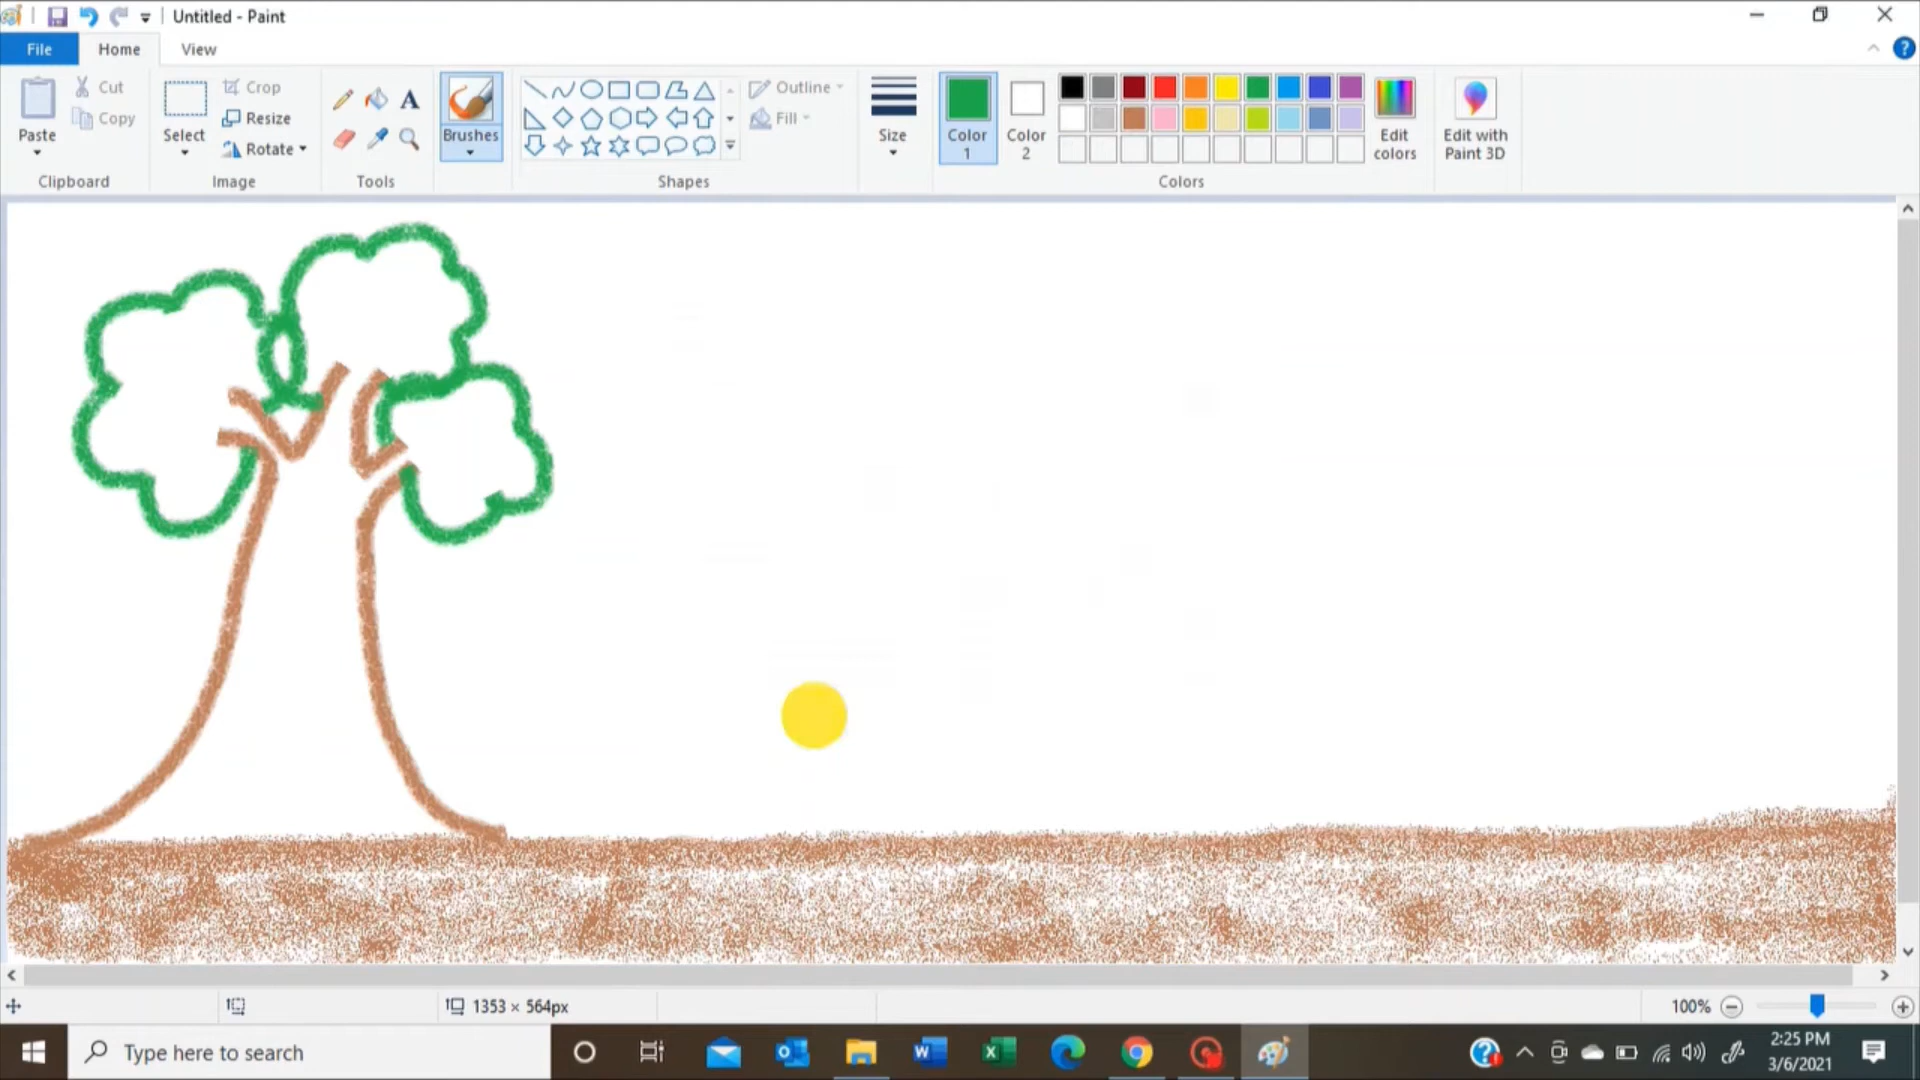 Untitled - Paint
File Home View
Paste
Cut
Copy
Clipboard
Select
Crop
Resize
Rotate
Image
A
Tools
Brushes
Shapes
Outline
Fill
Size
Color 1
Color 2
Edit colors
Edit with Paint 3D
Colors
1353 × 564px
100%
Type here to search
2:25 PM
3/6/2021